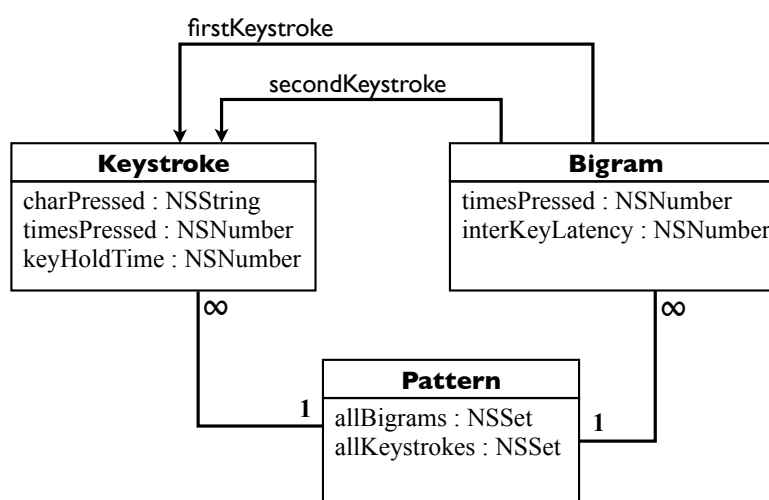 firstKeystroke
secondKeystroke
Keystroke
charPressed : NSString
timesPressed : NSNumber
keyHoldTime : NSNumber
Bigram
timesPressed : NSNumber
interKeyLatency : NSNumber
∞
∞
Pattern
allBigrams : NSSet
allKeystrokes : NSSet
1
1